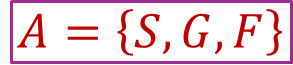 A = {S, G, F}